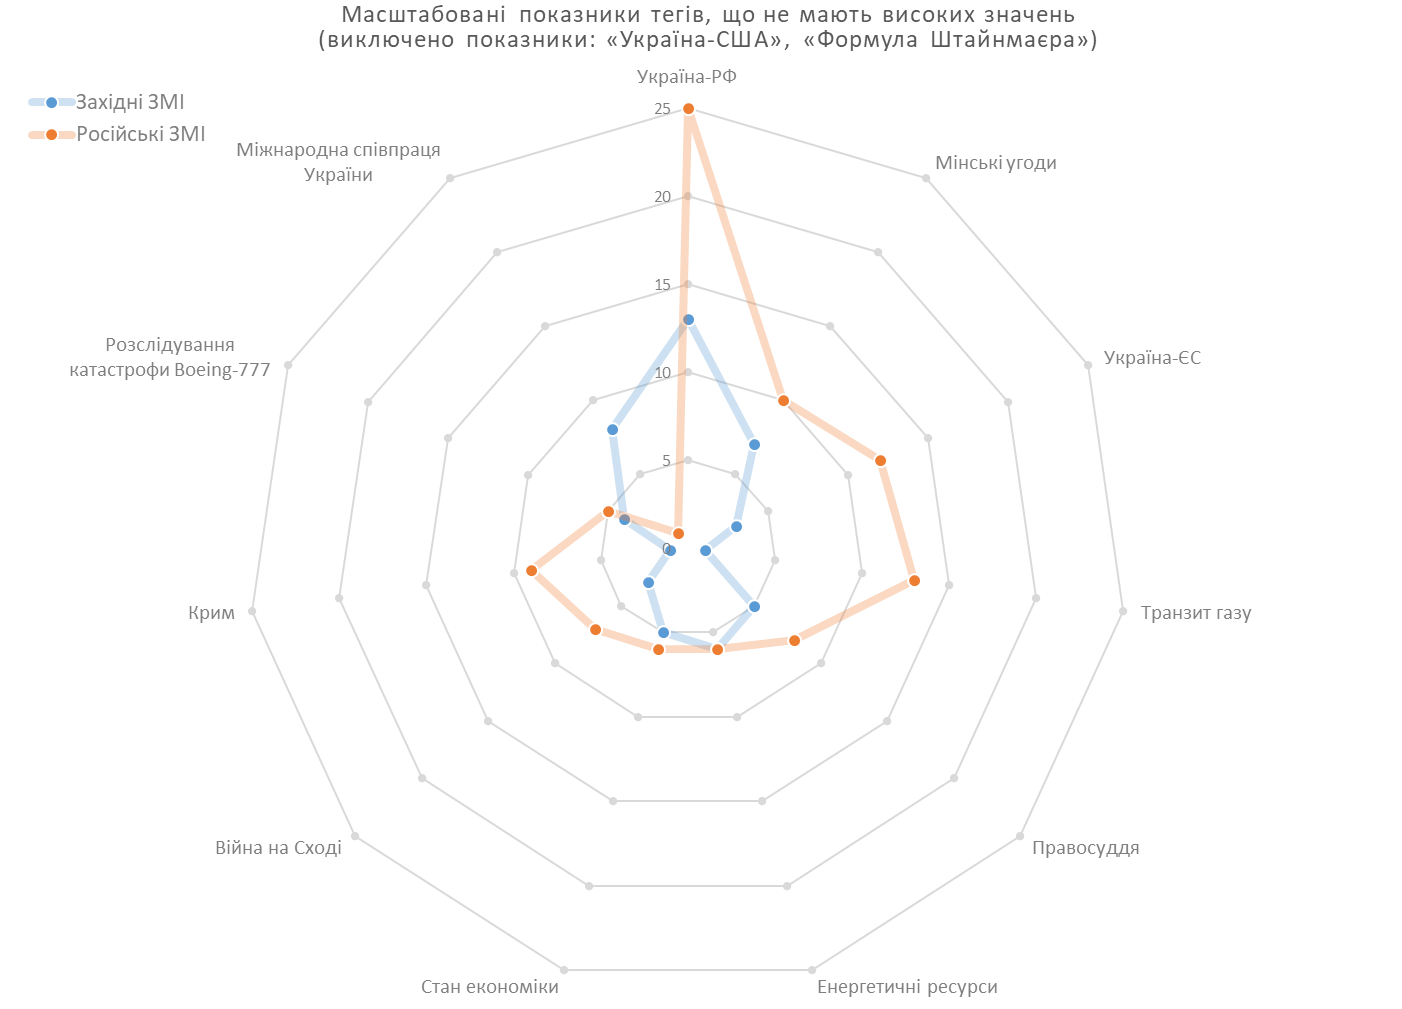 Масштабовані показники тегів, що не мають високих значень
(виключено показники: «Україна-США», «Формула Штайнмаєра»)
Західні ЗМІ
Російські ЗМІ
Україна-РФ
Мінські угоди
Україна-ЄС
Транзит газу
Правосуддя
Енергетичні ресурси
Стан економіки
Війна на Сході
Крим
Розслідування
катастрофи Boeing-777
Міжнародна співпраця
України
25
20
15
10
5
0